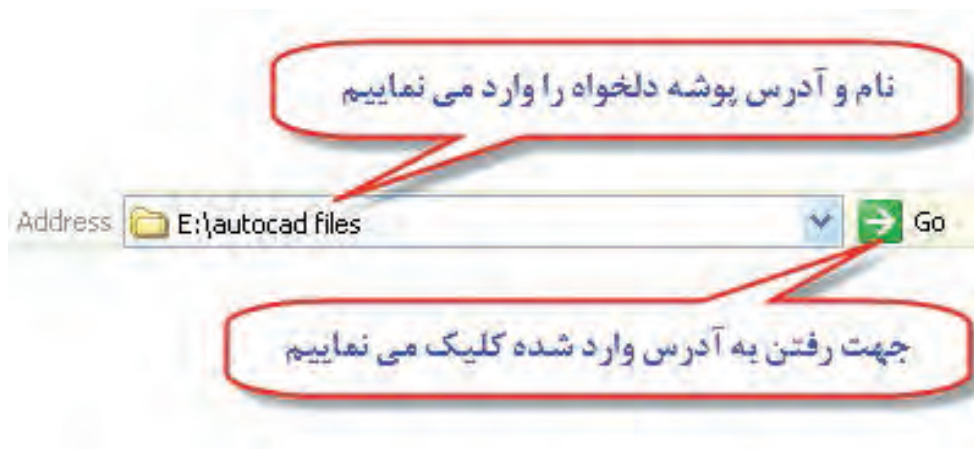 نام و آدرس پوشه دلخواه را وارد می نماییم
Address E:\autocad files Go
جهت رفتن به آدرس وارد شده کلیک می نماییم